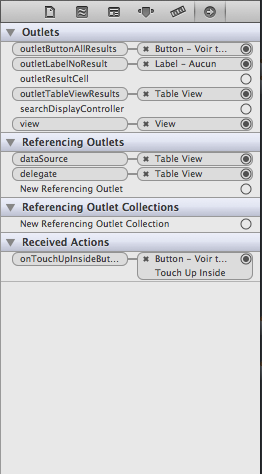 Outlets
outletButtonAllResults Button – Voir t...
outletLabelNoResult Label – Aucun
outletResultCell
outletTableViewResults Table View
searchDisplayController
view View
Referencing Outlets
dataSource Table View
delegate Table View
New Referencing Outlet
Referencing Outlet Collections
New Referencing Outlet Collection
Received Actions
onTouchUpInsideBut... Button – Voir t...
Touch Up Inside